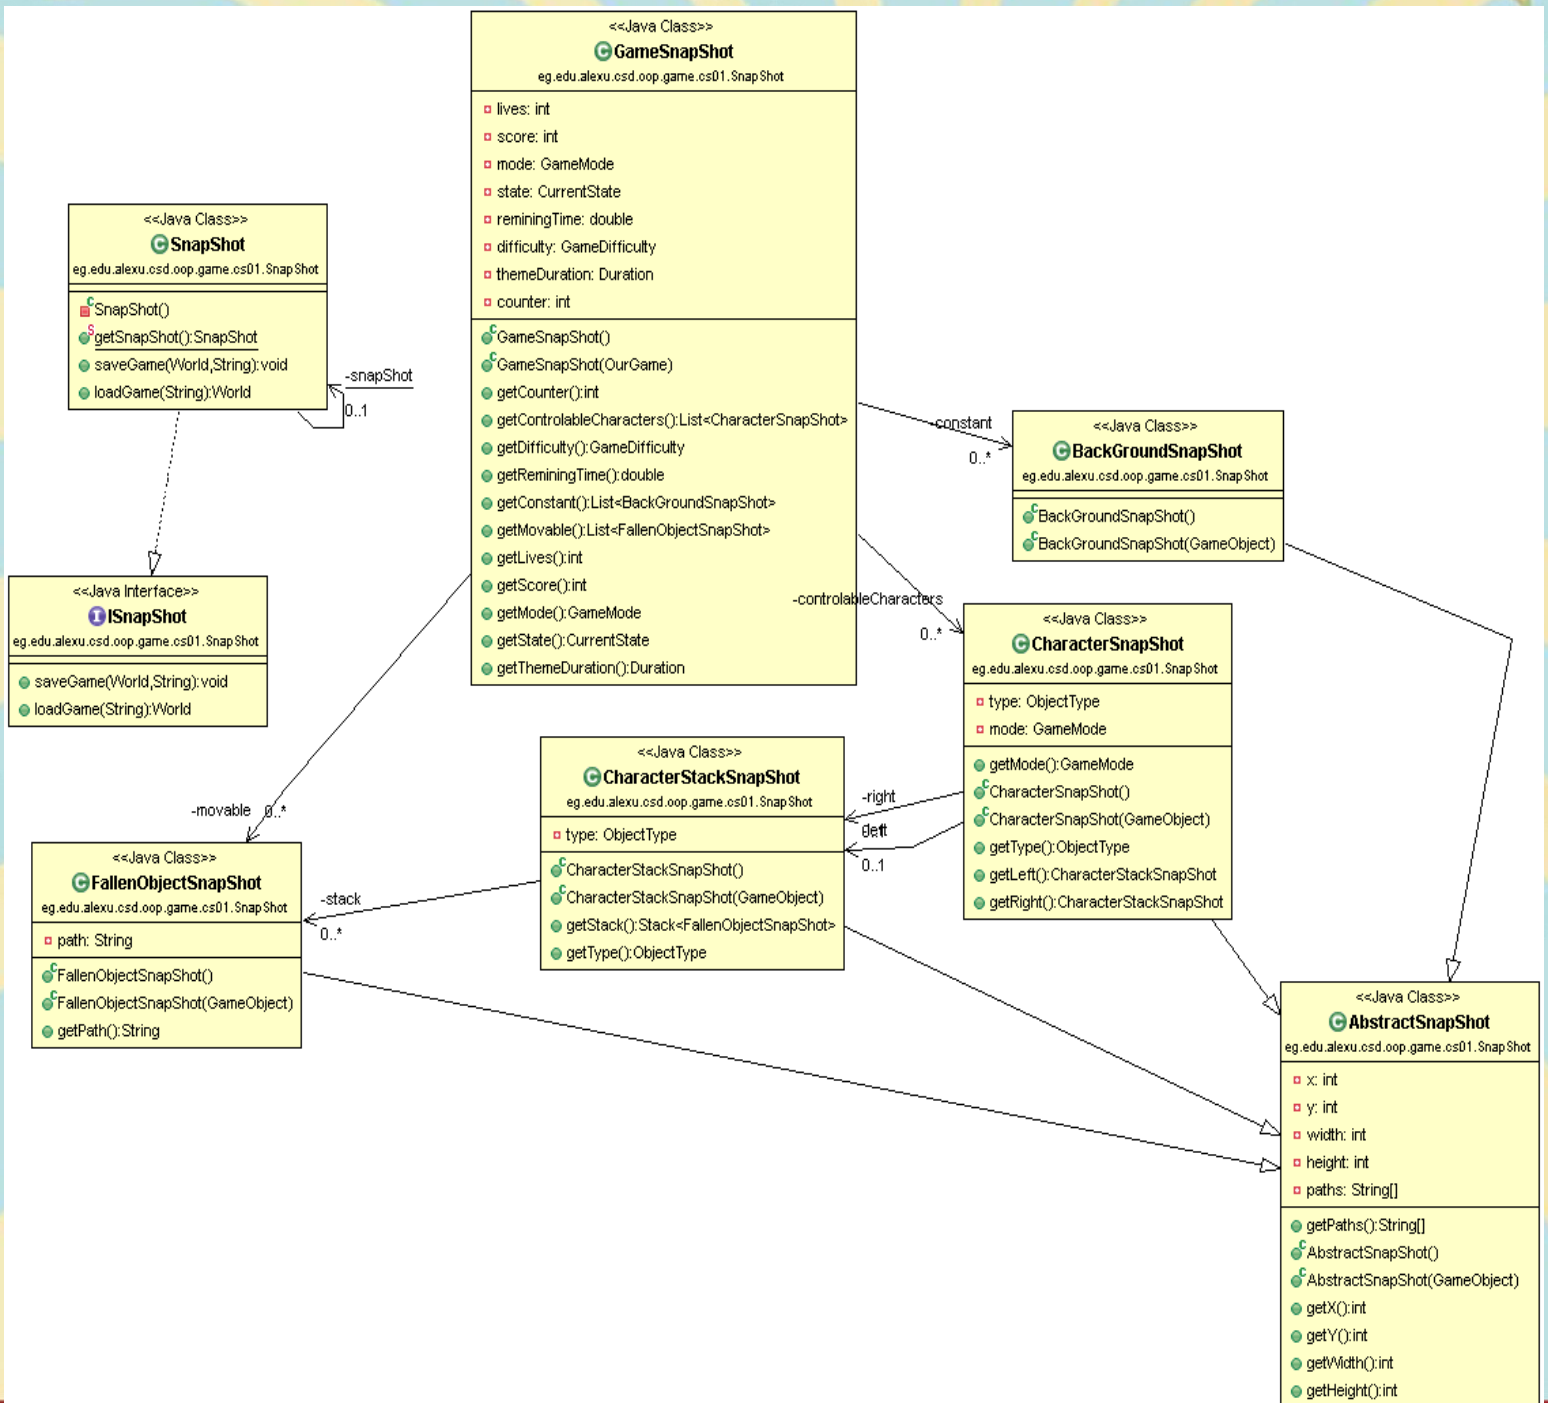 <<Java Class>>
GameSnapShot
eg.edu.alexu.csd.oop.game.cs01.SnapShot
lives: int
score: int
mode: GameMode
state: CurrentState
reminingTime: double
difficulty: GameDifficulty
themeDuration: Duration
counter: int
GameSnapShot()
GameSnapShot(OurGame)
getCounter():int
getControlableCharacters():List<CharacterSnapShot>
getDifficulty():GameDifficulty
getReminingTime():double
getConstant():List<BackGroundSnapShot>
getMovable():List<FallenObjectSnapShot>
getLives():int
getScore():int
getMode():GameMode
getState():CurrentState
getThemeDuration():Duration
<<Java Class>>
SnapShot
eg.edu.alexu.csd.oop.game.cs01.SnapShot
SnapShot()
getSnapShot():SnapShot
saveGame(World,String):void
loadGame(String):World
-snapShot
0..1
<<Java Interface>>
ISnapShot
eg.edu.alexu.csd.oop.game.cs01.SnapShot
saveGame(World,String):void
loadGame(String):World
-constant
0..*
<<Java Class>>
BackGroundSnapShot
eg.edu.alexu.csd.oop.game.cs01.SnapShot
BackGroundSnapShot()
BackGroundSnapShot(GameObject)
-controlableCharacters
0..*
<<Java Class>>
CharacterSnapShot
eg.edu.alexu.csd.oop.game.cs01.SnapShot
type: ObjectType
mode: GameMode
getMode():GameMode
CharacterSnapShot()
CharacterSnapShot(GameObject)
getType():ObjectType
getLeft():CharacterStackSnapShot
getRight():CharacterStackSnapShot
-right
0..1
<<Java Class>>
CharacterStackSnapShot
eg.edu.alexu.csd.oop.game.cs01.SnapShot
type: ObjectType
CharacterStackSnapShot()
CharacterStackSnapShot(GameObject)
getStack():Stack<FallenObjectSnapShot>
getType():ObjectType
-movable
0..*
-stack
0..*
<<Java Class>>
FallenObjectSnapShot
eg.edu.alexu.csd.oop.game.cs01.SnapShot
path: String
FallenObjectSnapShot()
FallenObjectSnapShot(GameObject)
getPath():String
<<Java Class>>
AbstractSnapShot
eg.edu.alexu.csd.oop.game.cs01.SnapShot
x: int
y: int
width: int
height: int
paths: String[]
getPaths():String[]
AbstractSnapShot()
AbstractSnapShot(GameObject)
getX():int
getY():int
getWidth():int
getHeight():int